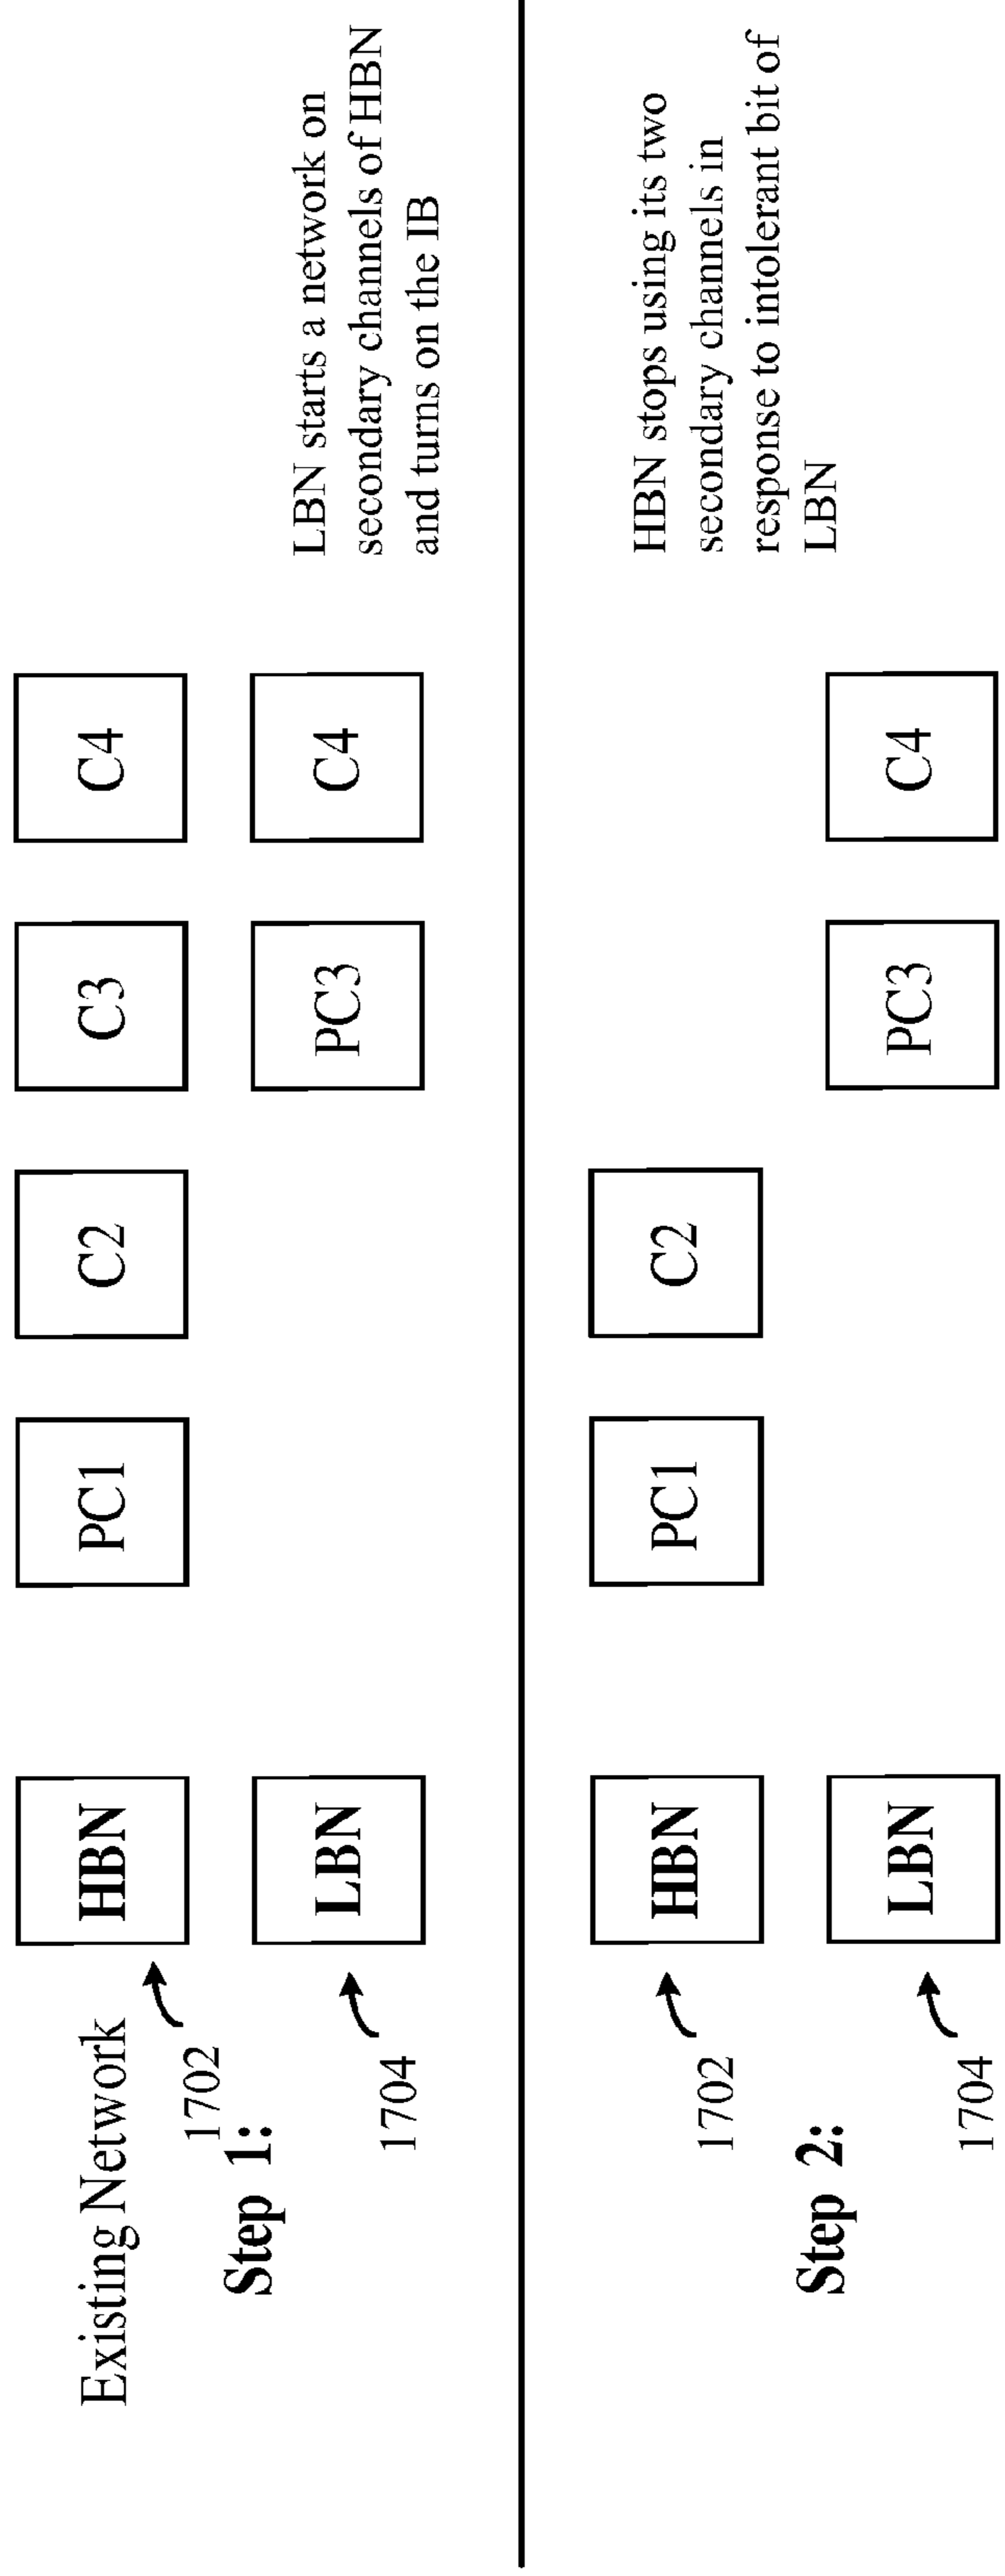 Existing Network
HBN
PC1
C2
C3
C4
1702
Step 1:
LBN
PC3
C4
LBN starts a network on
secondary channels of HBN
and turns on the IB
1704
HBN
PC1
C2
HBN stops using its two
secondary channels in
response to intolerant bit of
LBN
1702
Step 2:
LBN
PC3
C4
1704